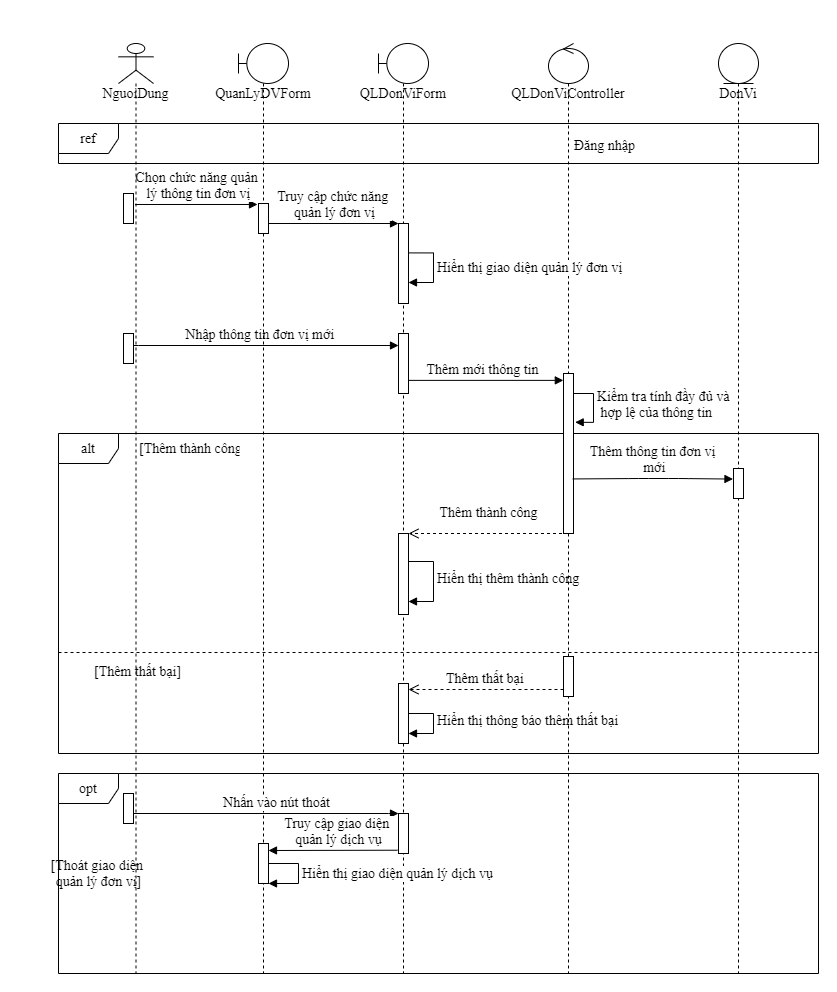 NguoiDung
QuanLyDVForm
QLDonViForm
QLDonViController
DonVi
ref
Đăng nhập
Chọn chức năng quản
lý thông tin đơn vị
Truy cập chức năng
quản lý đơn vị
Hiển thị giao diện quản lý đơn vị
Nhập thông tin đơn vị mới
Thêm mới thông tin
Kiểm tra tính đầy đủ và
hợp lệ của thông tin
alt
[Thêm thành công
Thêm thông tin đơn vị
mới
Thêm thành công
Hiển thị thêm thành công
[Thêm thất bại]
Thêm thất bại
Hiển thị thông báo thêm thất bại
opt
Nhấn vào nút thoát
Truy cập giao diện
quản lý dịch vụ
[Thoát giao diện
quản lý đơn vị]
Hiển thị giao diện quản lý dịch vụ